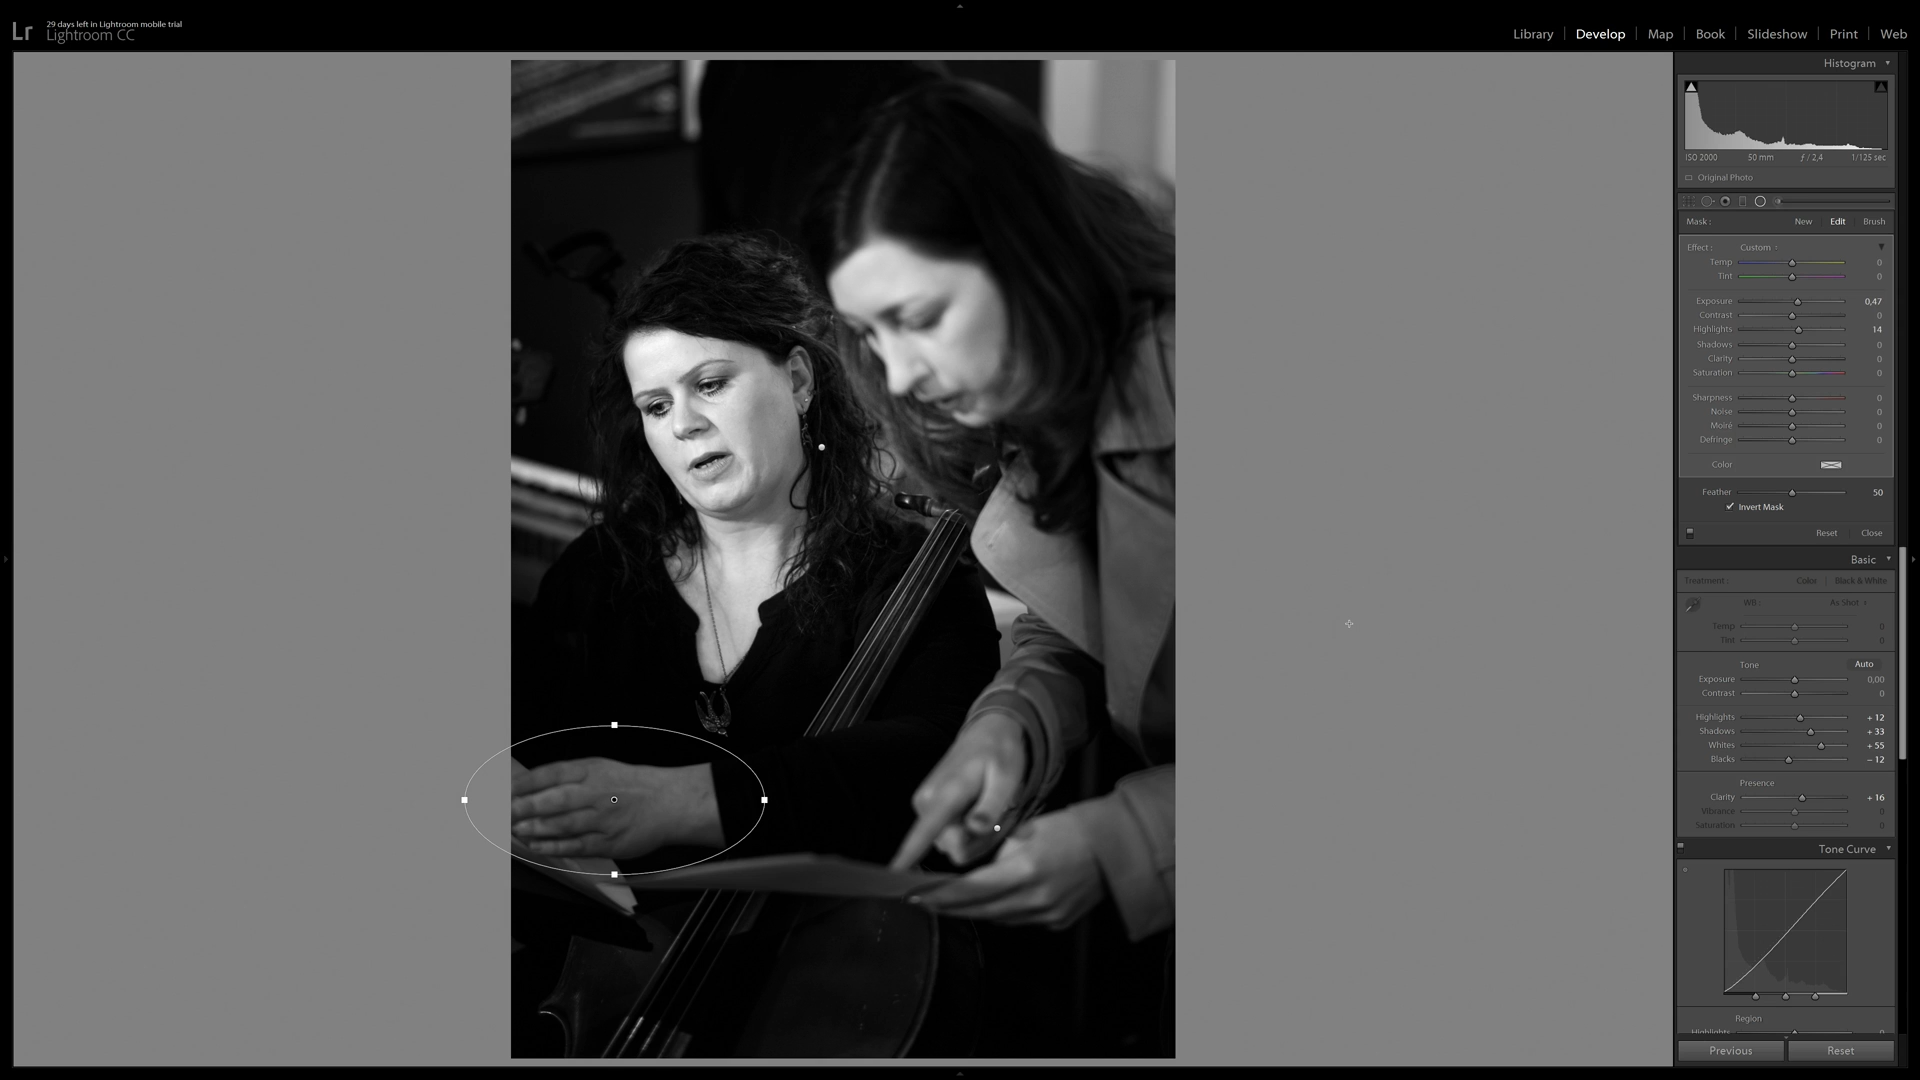 Lr 29 days left in Lightroom mobile trial
Lightroom CC
Library Develop Map Book Slideshow Print Web
Histogram
ISO 2000 50 mm ƒ / 2,4 1/125 sec
Original Photo
Mask : New Edit Brush
Effect : Custom
Temp 0
Tint 0
Exposure 0,47
Contrast 0
Highlights 14
Shadows 0
Clarity 0
Saturation 0
Sharpness 0
Noise 0
Moiré 0
Defringe 0
Color
Feather 50
Invert Mask
Reset Close
Basic
Treatment : Color Black & White
WB : As Shot
Temp 0
Tint 0
Tone Auto
Exposure 0,00
Contrast 0
Highlights + 12
Shadows + 33
Whites + 55
Blacks – 12
Presence
Clarity + 16
Vibrance 0
Saturation 0
Tone Curve
Region
Highlights 0
Previous Reset